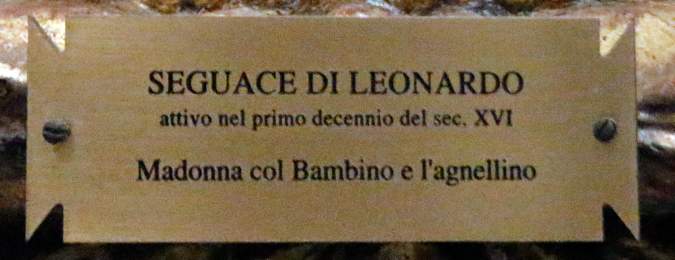 SEGUACE DI LEONARDO
attivo nel primo decennio del sec. XVI
Madonna col Bambino e l'agnellino